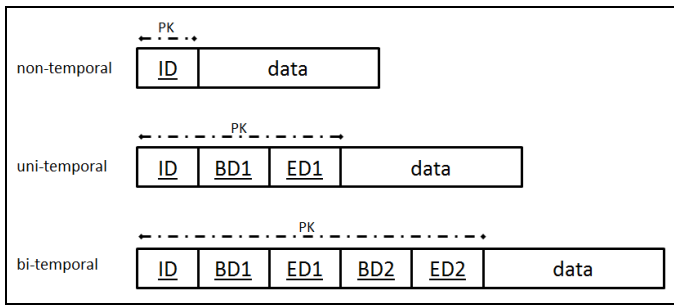 PK
non-temporal ID data
PK
uni-temporal ID BD1 ED1 data
PK
bi-temporal ID BD1 ED1 BD2 ED2 data